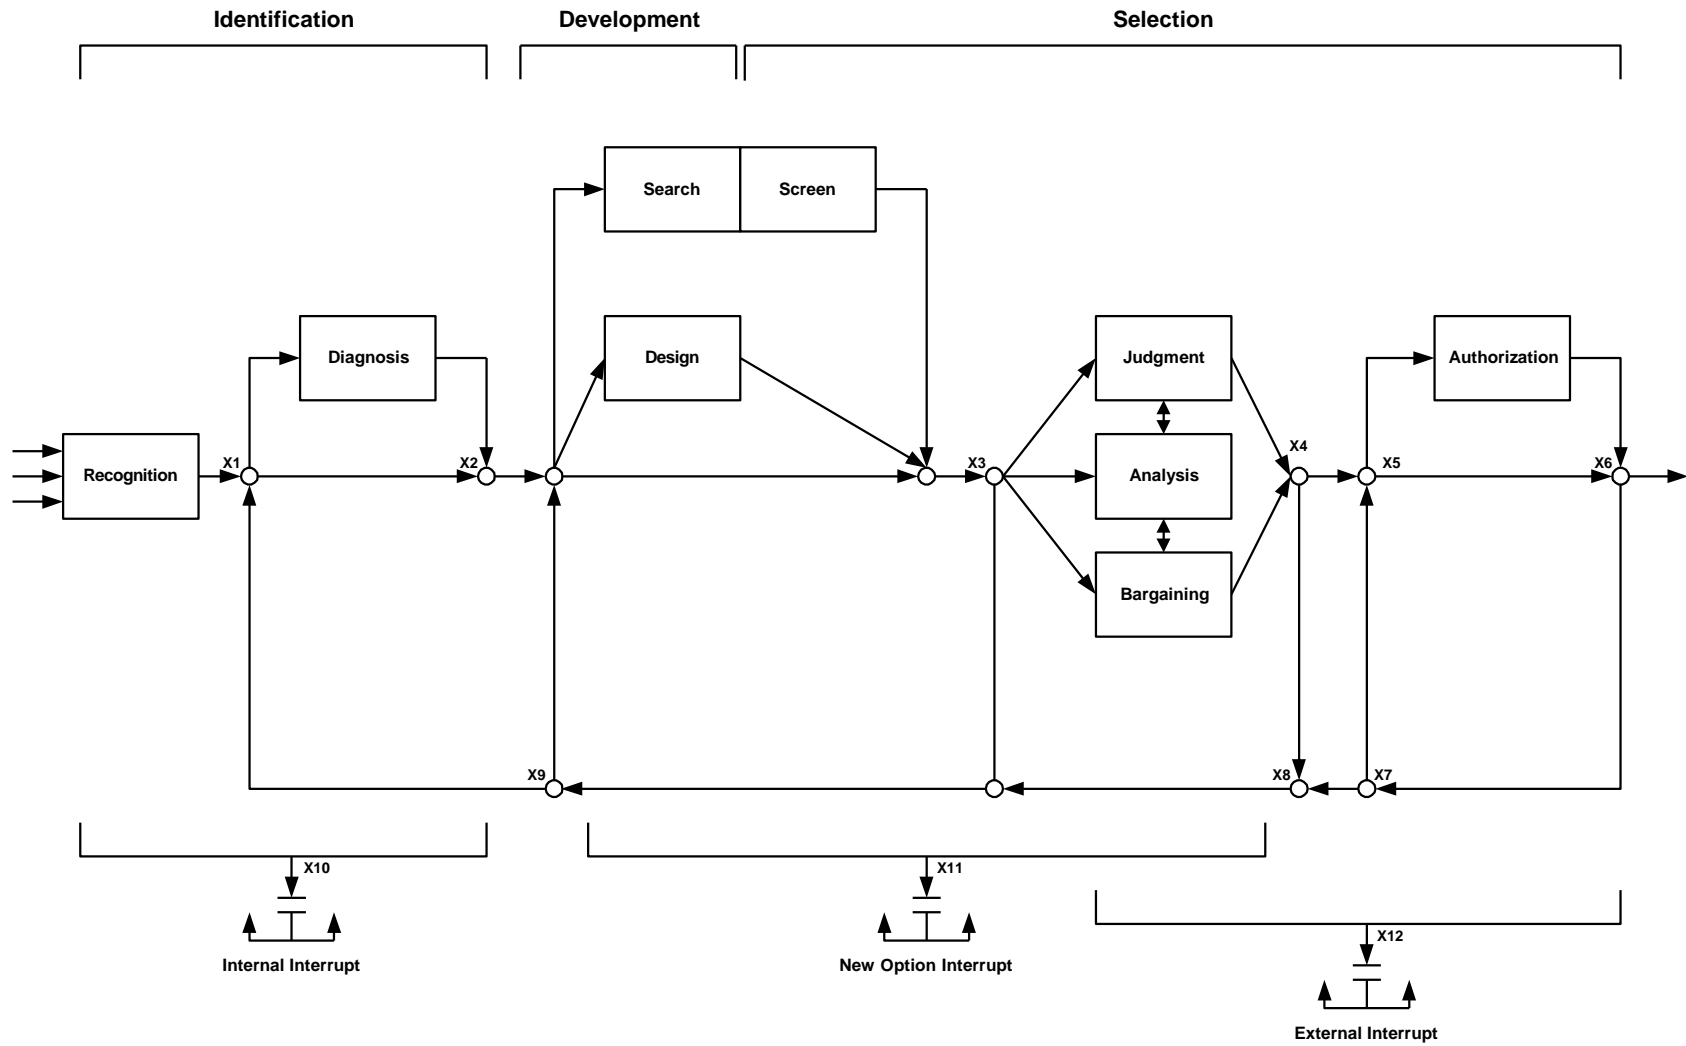 Identification
Development
Selection
Search
Screen
Diagnosis
Design
Judgment
Authorization
X1
X2
X3
X4
X5
X6
Recognition
Analysis
Bargaining
X9
X8
X7
X10
X11
X12
Internal Interrupt
New Option Interrupt
External Interrupt